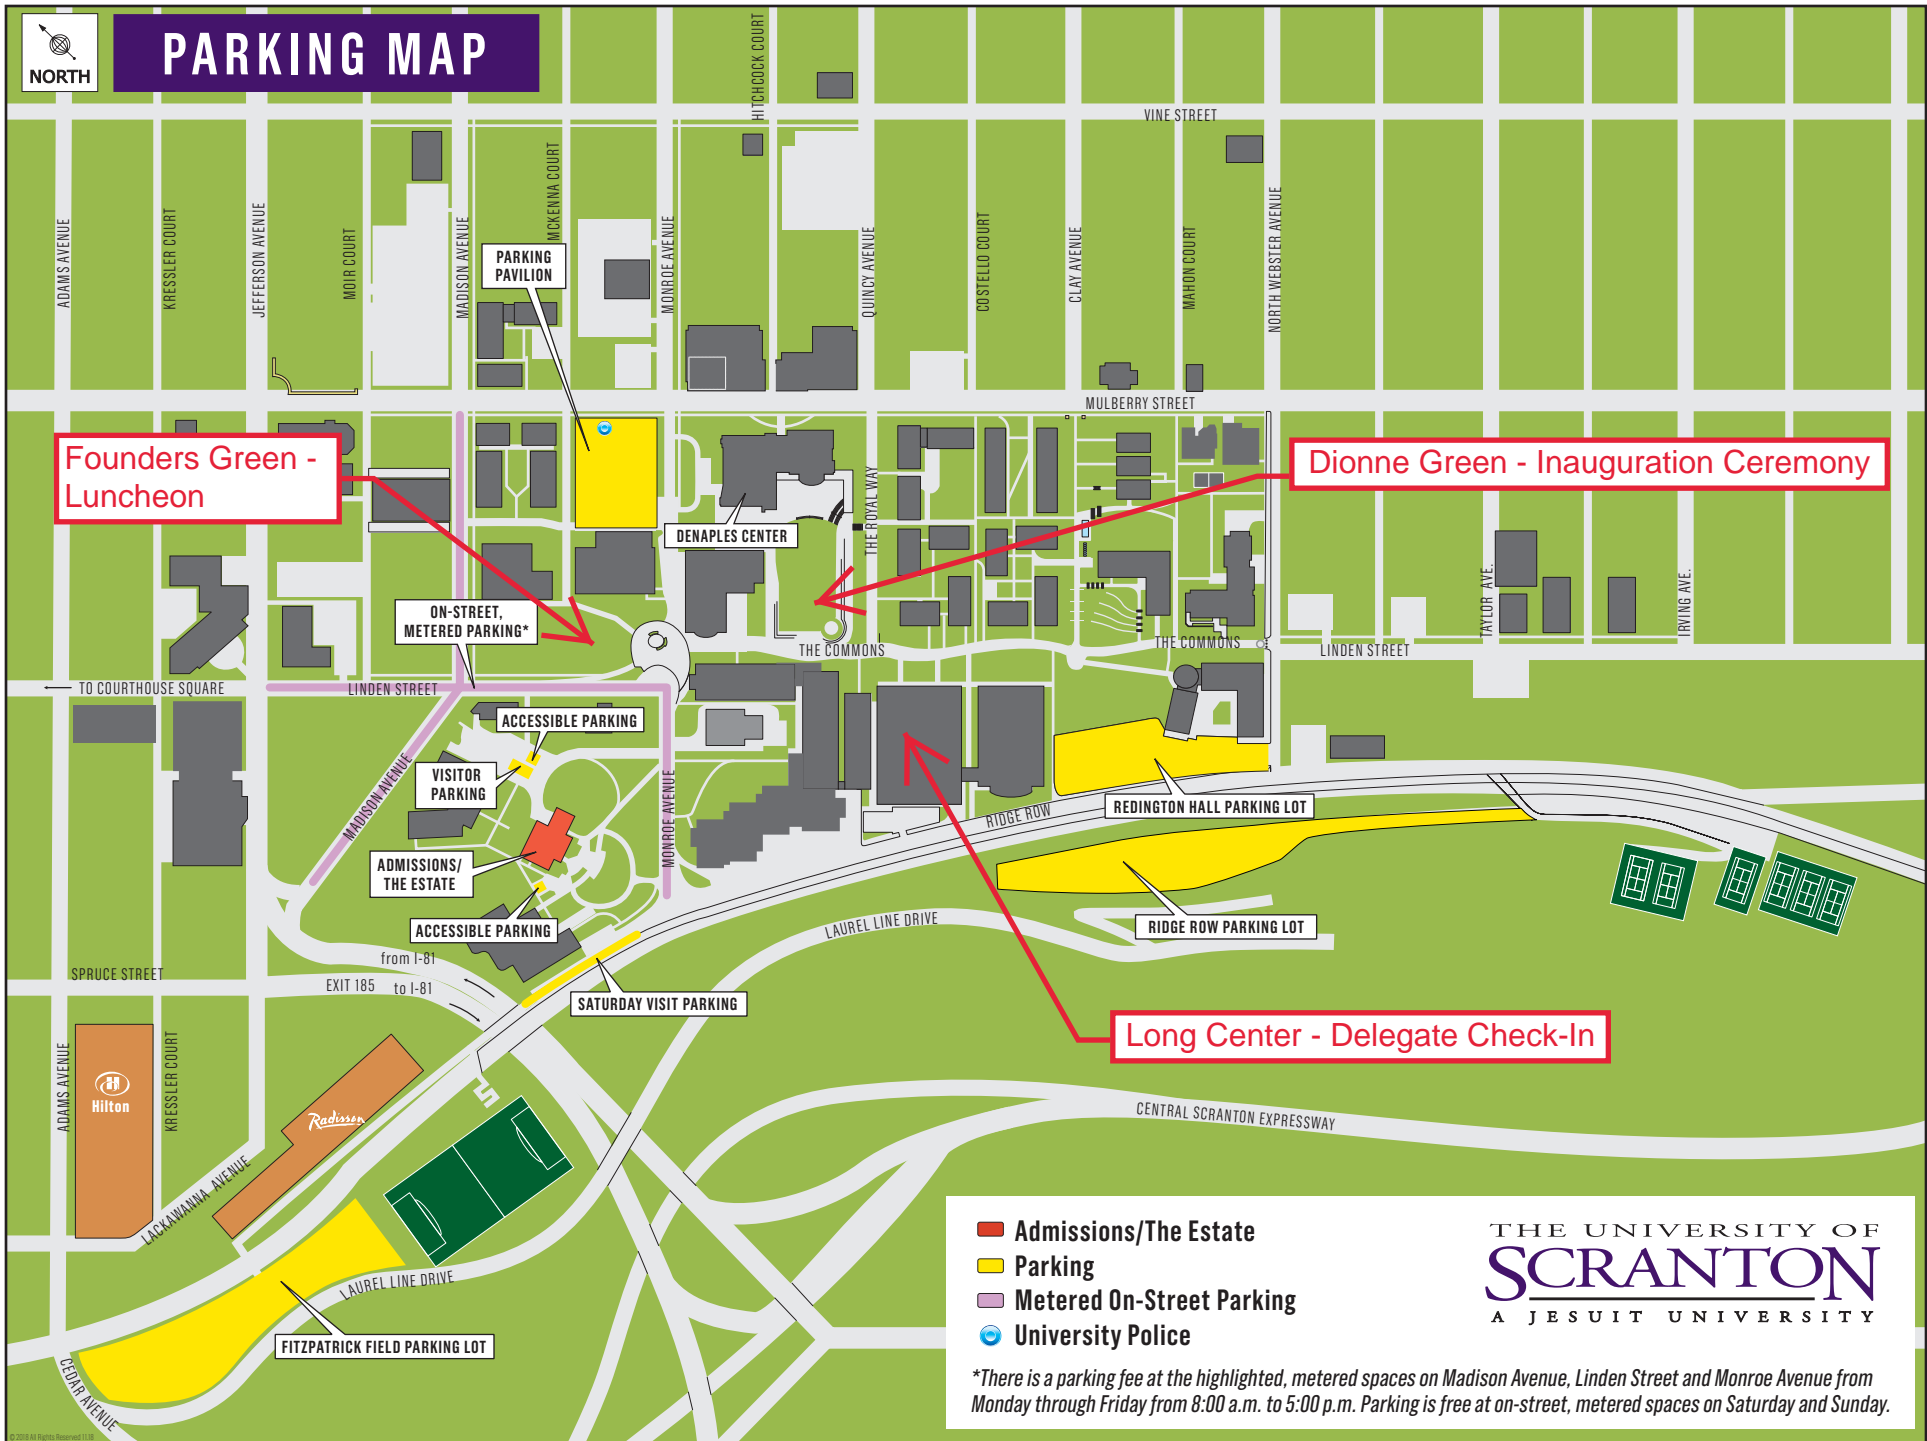 NORTH
PARKING MAP
HITCHCOCK COURT
VINE STREET
ADAMS AVENUE
KRESSLER COURT
JEFFERSON AVENUE
MOIR COURT
MADISON AVENUE
MCKENNA COURT
MONROE AVENUE
QUINCY AVENUE
COSTELLO COURT
CLAY AVENUE
MAHON COURT
NORTH WEBSTER AVENUE
PARKING
PAVILION
MULBERRY STREET
Founders Green -
Luncheon
Dionne Green - Inauguration Ceremony
THE ROYAL WAY
DENAPLES CENTER
ON-STREET,
METERED PARKING*
TAYLOR AVE.
IRVING AVE.
THE COMMONS
THE COMMONS
LINDEN STREET
TO COURTHOUSE SQUARE
LINDEN STREET
ACCESSIBLE PARKING
VISITOR
PARKING
MADISON AVENUE
MONROE AVENUE
REDINGTON HALL PARKING LOT
RIDGE ROW
ADMISSIONS/
THE ESTATE
ACCESSIBLE PARKING
LAUREL LINE DRIVE
RIDGE ROW PARKING LOT
from I-81
SPRUCE STREET
EXIT 185 to I-81
SATURDAY VISIT PARKING
Long Center - Delegate Check-In
ADAMS AVENUE
KRESSLER COURT
H
Hilton
Radisson
CENTRAL SCRANTON EXPRESSWAY
LACKAWANNA AVENUE
LAUREL LINE DRIVE
FITZPATRICK FIELD PARKING LOT
CEDAR AVENUE
Admissions/The Estate
Parking
Metered On-Street Parking
University Police
THE UNIVERSITY OF
SCRANTON
A JESUIT UNIVERSITY
*There is a parking fee at the highlighted, metered spaces on Madison Avenue, Linden Street and Monroe Avenue from
Monday through Friday from 8:00 a.m. to 5:00 p.m. Parking is free at on-street, metered spaces on Saturday and Sunday.
© 2018 All Rights Reserved 11.18